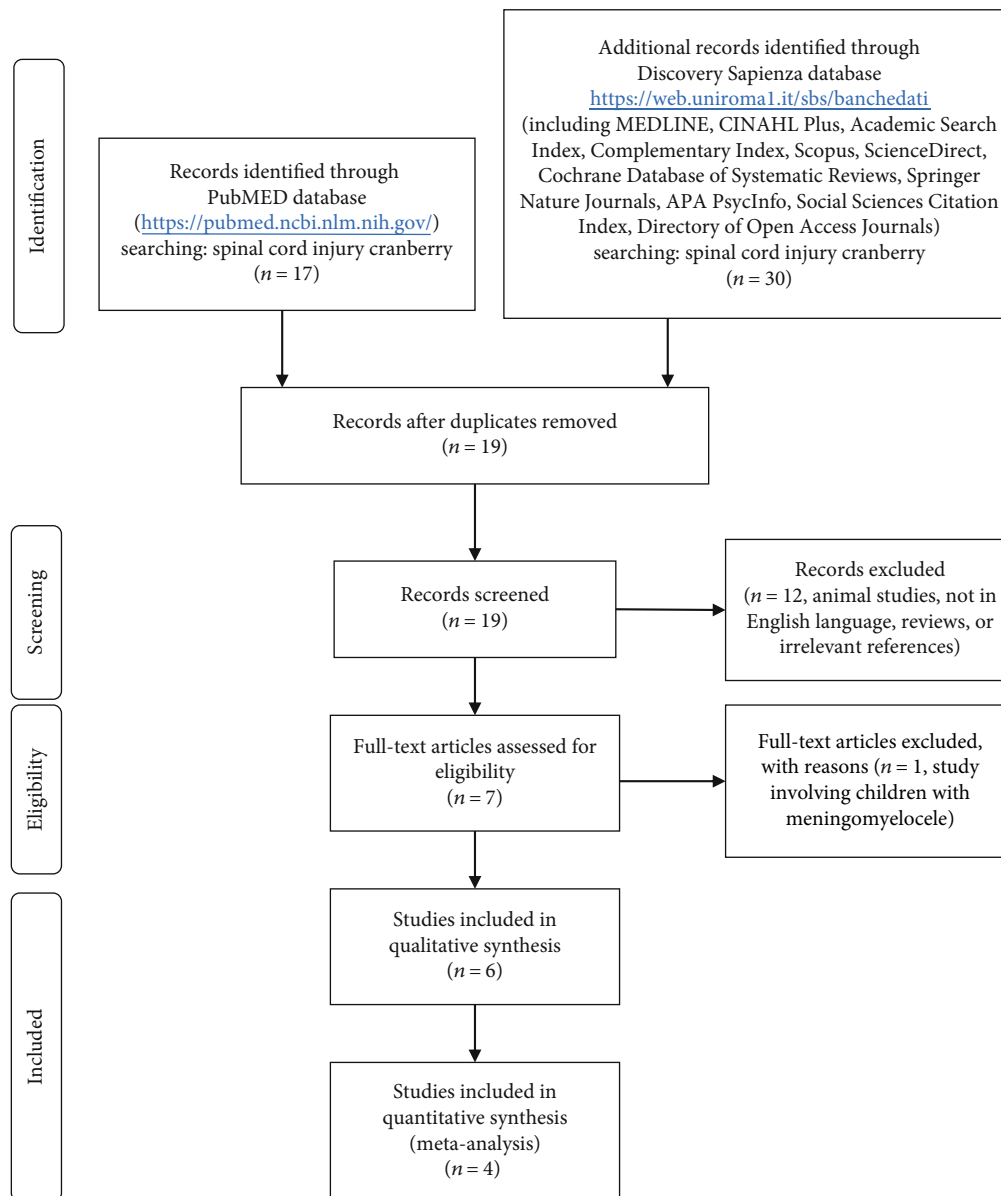 Identification
Records identified through
PubMED database
(https://pubmed.ncbi.nlm.nih.gov/)
searching: spinal cord injury cranberry
(n = 17)
Additional records identified through
Discovery Sapienza database
https://web.uniroma1.it/sbs/banchedati
(including MEDLINE, CINAHL Plus, Academic Search
Index, Complementary Index, Scopus, ScienceDirect,
Cochrane Database of Systematic Reviews, Springer
Nature Journals, APA PsycInfo, Social Sciences Citation
Index, Directory of Open Access Journals)
searching: spinal cord injury cranberry
(n = 30)
Records after duplicates removed
(n = 19)
Screening
Records screened
(n = 19)
Records excluded
(n = 12, animal studies, not in
English language, reviews, or
irrelevant references)
Eligibility
Full-text articles assessed for
eligibility
(n = 7)
Full-text articles excluded,
with reasons (n = 1, study
involving children with
meningomyelocele)
Included
Studies included in
qualitative synthesis
(n = 6)
Studies included in
quantitative synthesis
(meta-analysis)
(n = 4)